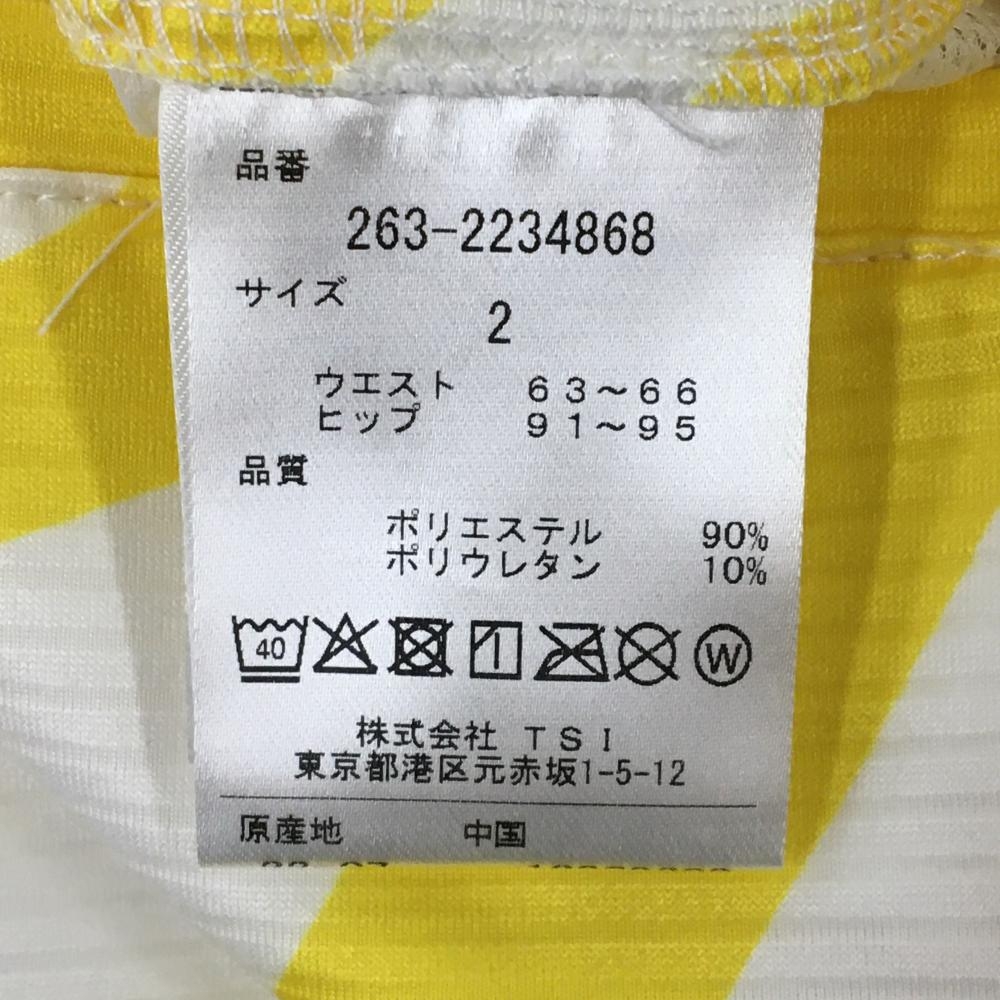 品番
263-2234868
サイズ
2
ウエスト ６３～６６
ヒップ ９１～９５
品質
ポリエステル 90%
ポリウレタン 10%
40 W
株式会社 ＴＳＩ
東京都港区元赤坂1-5-12
原産地 中国